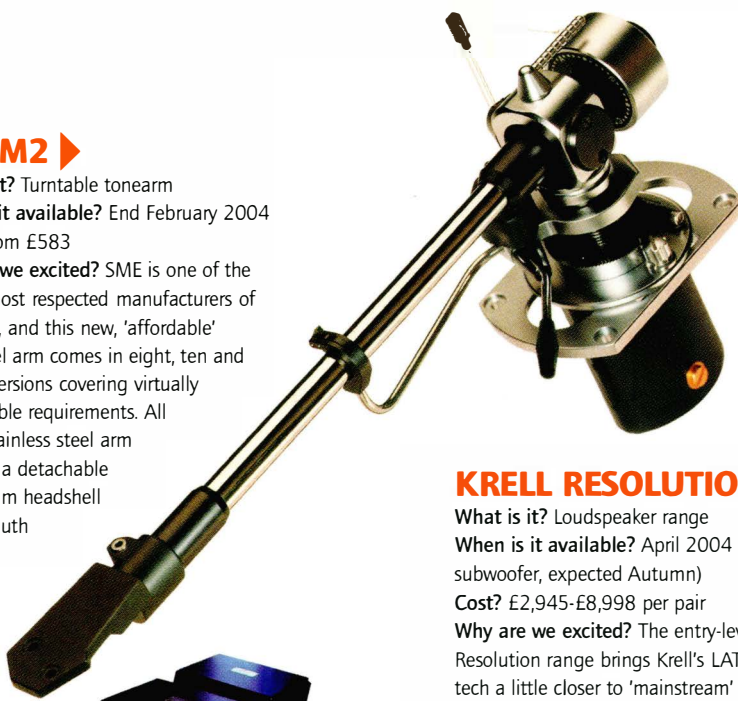 M2
t? Turntable tonearm
it available? End February 2004
om £583
we excited? SME is one of the
ost respected manufacturers of
, and this new, 'affordable'
el arm comes in eight, ten and
ersions covering virtually
ble requirements. All
ainless steel arm
a detachable
m headshell
uth
KRELL RESOLUTIO
What is it? Loudspeaker range
When is it available? April 2004
subwoofer, expected Autumn)
Cost? £2,945-£8,998 per pair
Why are we excited? The entry-lev
Resolution range brings Krell's LAT
tech a little closer to 'mainstream'